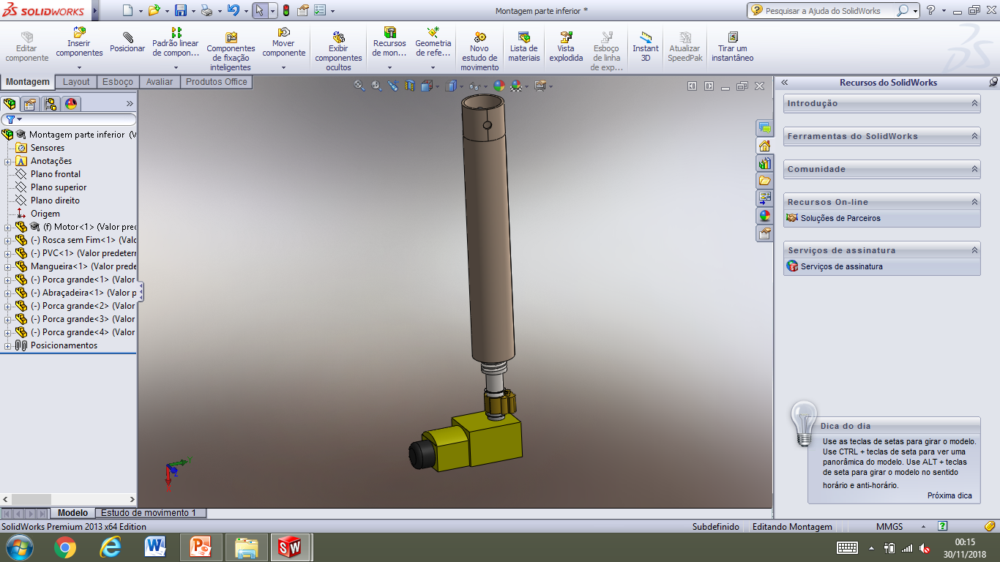 SOLIDWORKS
Montagem parte inferior *
Pesquisar a Ajuda do SolidWorks
Editar
componente
Inserir
componentes
Posicionar
Padrão linear
de compon...
Componentes
de fixação
inteligentes
Mover
componente
Exibir
componentes
ocultos
Recursos
de mon...
Geometria
de refe...
Novo
estudo de
movimento
Lista de
materiais
Vista
explodida
Esboço
de linha
de exp...
Instant
3D
Atualizar
SpeedPak
Tirar um
instantâneo
Montagem
Layout
Esboço
Avaliar
Produtos Office
Montagem parte inferior (V
Sensores
Anotações
Plano frontal
Plano superior
Plano direito
Origem
(f) Motor<1> (Valor pred
(-) Rosca sem Fim<1> (Valo
(-) PVC<1> (Valor predeterm
Mangueira<1> (Valor prede
(-) Porca grande<1> (Valor
(-) Abraçadeira<1> (Valor p
(-) Porca grande<2> (Valor
(-) Porca grande<3> (Valor
(-) Porca grande<4> (Valor
Posicionamentos
Recursos do SolidWorks
Introdução
Ferramentas do SolidWorks
Comunidade
Recursos On-line
Soluções de Parceiros
Serviços de assinatura
Serviços de assinatura
Dica do dia
Use as teclas de setas para girar o modelo.
Use CTRL + teclas de seta para ver uma
panorâmica do modelo. Use ALT + teclas
de seta para girar o modelo no sentido
horário e anti-horário.
Próxima dica
Modelo
Estudo de movimento 1
SolidWorks Premium 2013 x64 Edition
Subdefinido
Editando Montagem
MMGS
00:15
30/11/2018